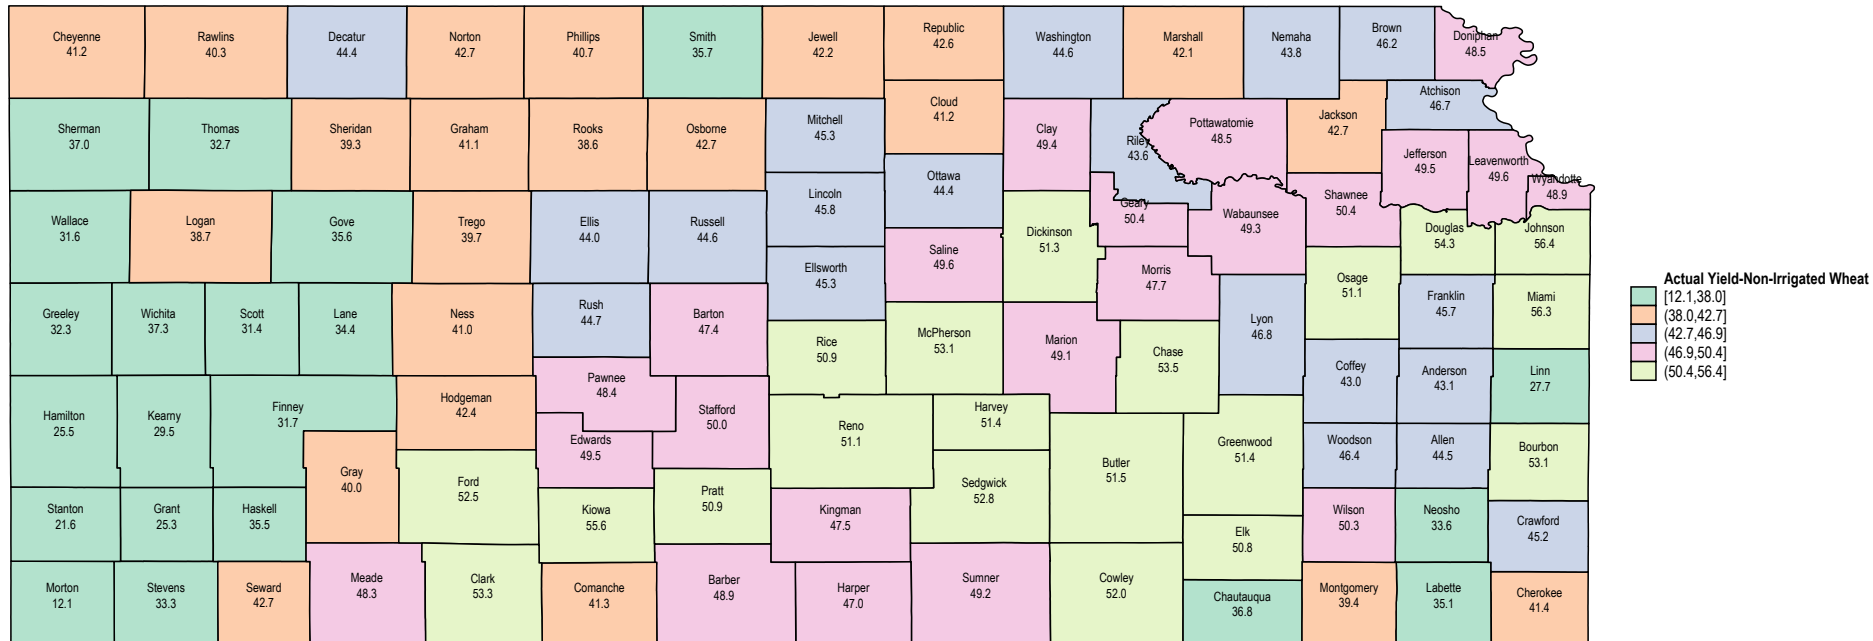 Cheyenne
41.2
Rawlins
40.3
Decatur
44.4
Norton
42.7
Phillips
40.7
Smith
35.7
Jewell
42.2
Republic
42.6
Washington
44.6
Marshall
42.1
Nemaha
43.8
Brown
46.2
Doniphan
48.5
Sherman
37.0
Thomas
32.7
Sheridan
39.3
Graham
41.1
Rooks
38.6
Osborne
42.7
Mitchell
45.3
Cloud
41.2
Clay
49.4
Riley
43.6
Pottawatomie
48.5
Jackson
42.7
Atchison
46.7
Jefferson
49.5
Leavenworth
49.6
Wyandotte
48.9
Wallace
31.6
Logan
38.7
Gove
35.6
Trego
39.7
Ellis
44.0
Russell
44.6
Lincoln
45.8
Ottawa
44.4
Saline
49.6
Dickinson
51.3
Geary
50.4
Wabaunsee
49.3
Shawnee
50.4
Douglas
54.3
Johnson
56.4
Ellsworth
45.3
Morris
47.7
Osage
51.1
Franklin
45.7
Miami
56.3
Greeley
32.3
Wichita
37.3
Scott
31.4
Lane
34.4
Ness
41.0
Rush
44.7
Barton
47.4
Rice
50.9
McPherson
53.1
Marion
49.1
Chase
53.5
Lyon
46.8
Coffey
43.0
Anderson
43.1
Linn
27.7
Hamilton
25.5
Kearny
29.5
Finney
31.7
Hodgeman
42.4
Pawnee
48.4
Stafford
50.0
Edwards
49.5
Reno
51.1
Harvey
51.4
Butler
51.5
Greenwood
51.4
Woodson
46.4
Allen
44.5
Bourbon
53.1
Gray
40.0
Ford
52.5
Kiowa
55.6
Pratt
50.9
Kingman
47.5
Sedgwick
52.8
Elk
50.8
Wilson
50.3
Neosho
33.6
Crawford
45.2
Stanton
21.6
Grant
25.3
Haskell
35.5
Morton
12.1
Stevens
33.3
Seward
42.7
Meade
48.3
Clark
53.3
Comanche
41.3
Barber
48.9
Harper
47.0
Sumner
49.2
Cowley
52.0
Chautauqua
36.8
Montgomery
39.4
Labette
35.1
Cherokee
41.4
Actual Yield-Non-Irrigated Wheat
[12.1,38.0]
(38.0,42.7]
(42.7,46.9]
(46.9,50.4]
(50.4,56.4]